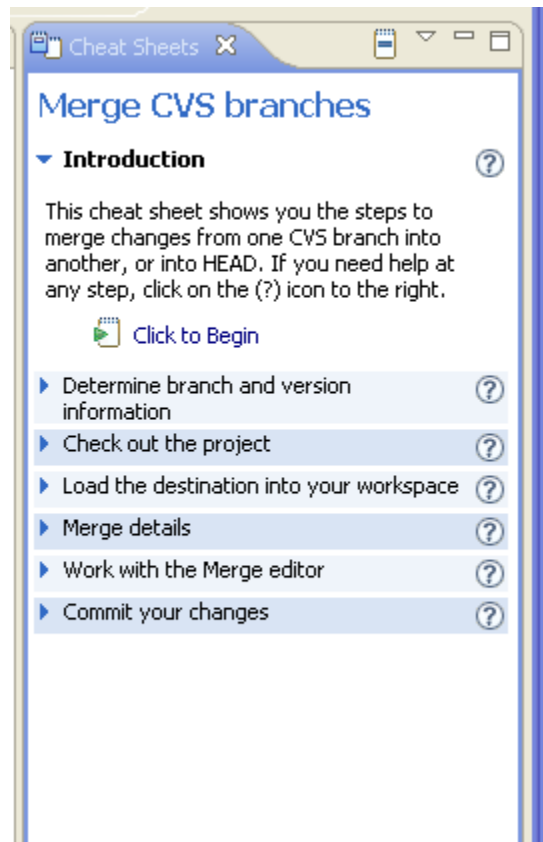 Cheat Sheets
Merge CVS branches
Introduction
?
This cheat sheet shows you the steps to
merge changes from one CVS branch into
another, or into HEAD. If you need help at
any step, click on the (?) icon to the right.
Click to Begin
Determine branch and version
information
?
Check out the project
?
Load the destination into your workspace
?
Merge details
?
Work with the Merge editor
?
Commit your changes
?